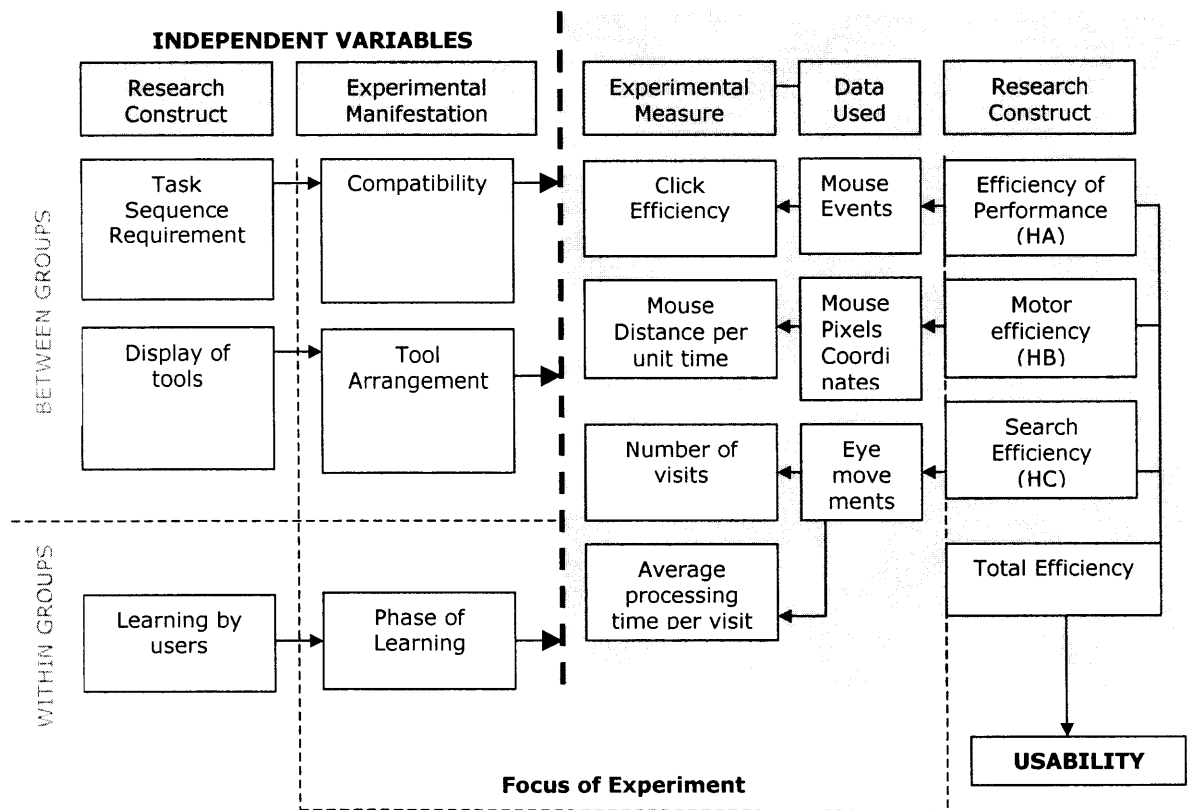 INDEPENDENT VARIABLES
Research
Construct
Experimental
Manifestation
Experimental
Measure
Data
Used
Research
Construct
BETWEEN GROUPS
Task
Sequence
Requirement
Compatibility
Click
Efficiency
Mouse
Events
Efficiency of
Performance
(HA)
Display of
tools
Tool
Arrangement
Mouse
Distance per
unit time
Mouse
Pixels
Coordi
nates
Motor
efficiency
(HB)
Number of
visits
Eye
move
ments
Search
Efficiency
(HC)
WITHIN GROUPS
Learning by
users
Phase of
Learning
Average
processing
time per visit
Total Efficiency
USABILITY
Focus of Experiment